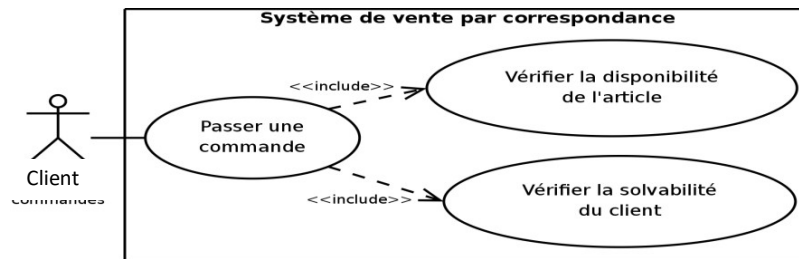 Système de vente par correspondance
<<include>>
Vérifier la disponibilité
de l'article
Passer une
commande
Client
commandes
<<include>>
Vérifier la solvabilité
du client